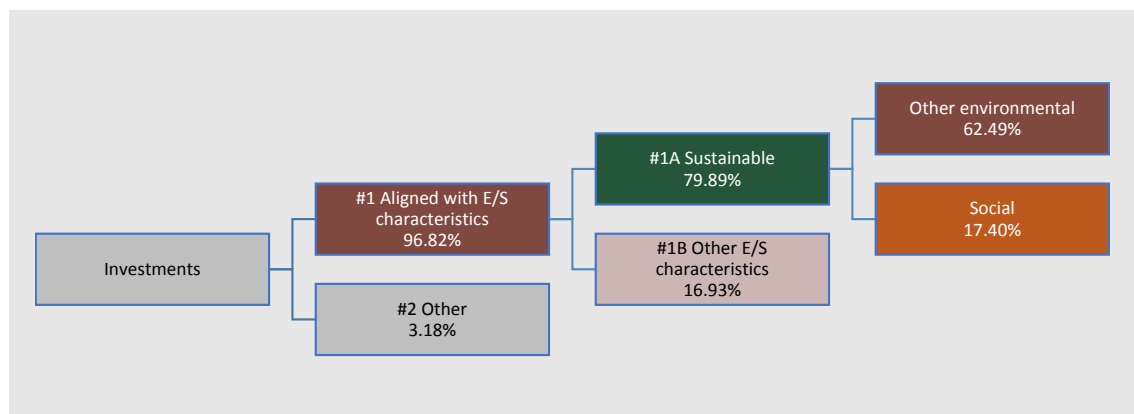 Investments
#1 Aligned with E/S
characteristics
96.82%
#2 Other
3.18%
#1A Sustainable
79.89%
#1B Other E/S
characteristics
16.93%
Other environmental
62.49%
Social
17.40%